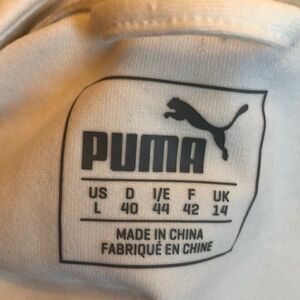 PUMA
US D I/E F UK
L 40 44 42 14
MADE IN CHINA
FABRIQUÉ EN CHINE